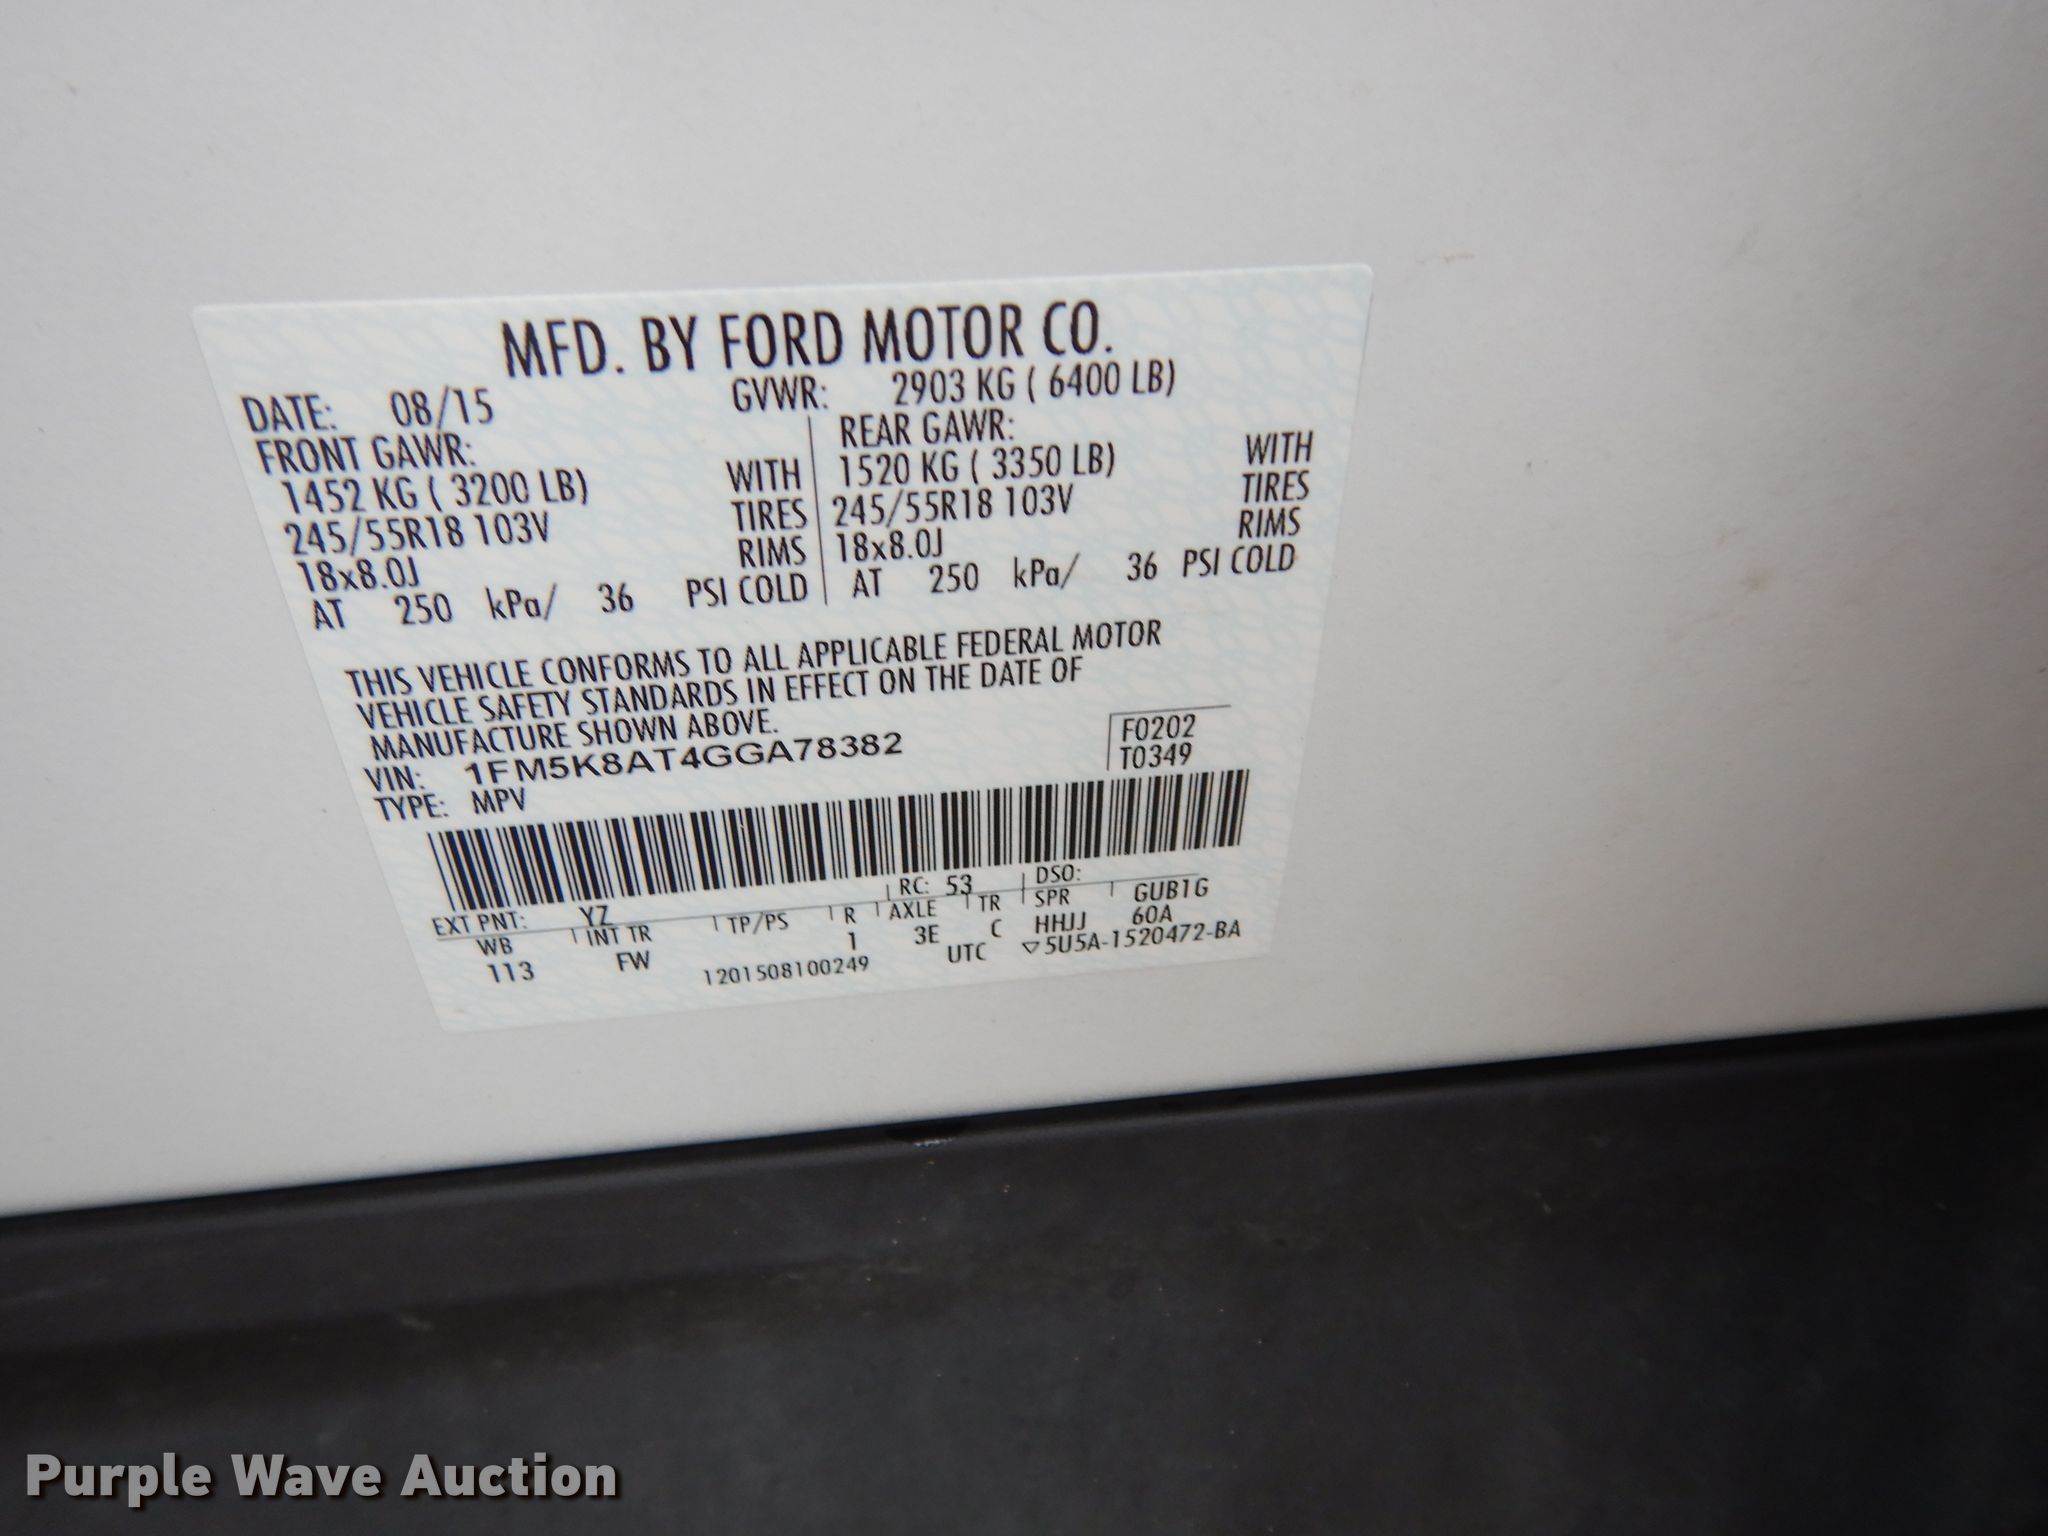 MFD. BY FORD MOTOR CO.
DATE: 08/15 GVWR: 2903 KG ( 6400 LB)
FRONT GAWR: REAR GAWR:
1452 KG ( 3200 LB) WITH 1520 KG ( 3350 LB) WITH
245/55R18 103V TIRES 245/55R18 103V TIRES
18x8.0J RIMS 18x8.0J RIMS
AT 250 kPa/ 36 PSI COLD AT 250 kPa/ 36 PSI COLD
THIS VEHICLE CONFORMS TO ALL APPLICABLE FEDERAL MOTOR
VEHICLE SAFETY STANDARDS IN EFFECT ON THE DATE OF
MANUFACTURE SHOWN ABOVE.
F0202
VIN: 1FM5K8AT4GGA78382
T0349
TYPE: MPV
EXT PNT: YZ RC: 53 DSO:
WB INT TR TP/PS R AXLE TR SPR GUB1G
113 FW 1 3E C HHJJ 60A
1201508100249 UTC ▽5U5A-1520472-BA
Purple Wave Auction